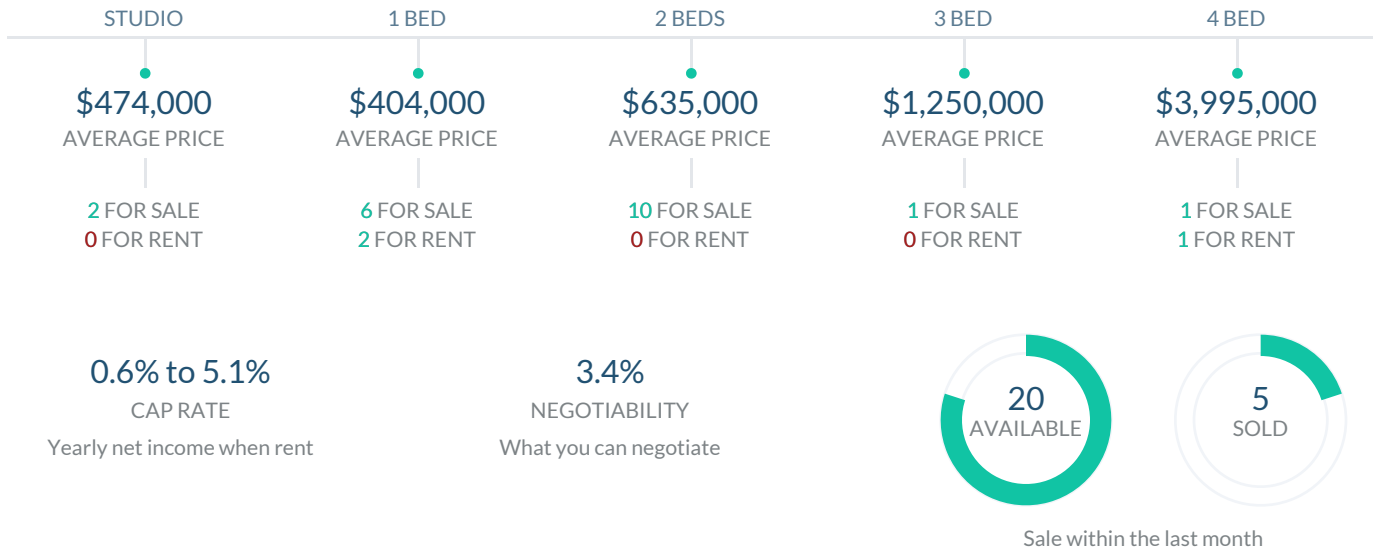 STUDIO
1 BED
2 BEDS
3 BED
4 BED
$474,000
$404,000
$635,000
$1,250,000
$3,995,000
AVERAGE PRICE
AVERAGE PRICE
AVERAGE PRICE
AVERAGE PRICE
AVERAGE PRICE
2 FOR SALE
6 FOR SALE
10 FOR SALE
1 FOR SALE
1 FOR SALE
0 FOR RENT
2 FOR RENT
0 FOR RENT
0 FOR RENT
1 FOR RENT
0.6% to 5.1%
CAP RATE
Yearly net income when rent
3.4%
NEGOTIABILITY
What you can negotiate
20
AVAILABLE
5
SOLD
Sale within the last month